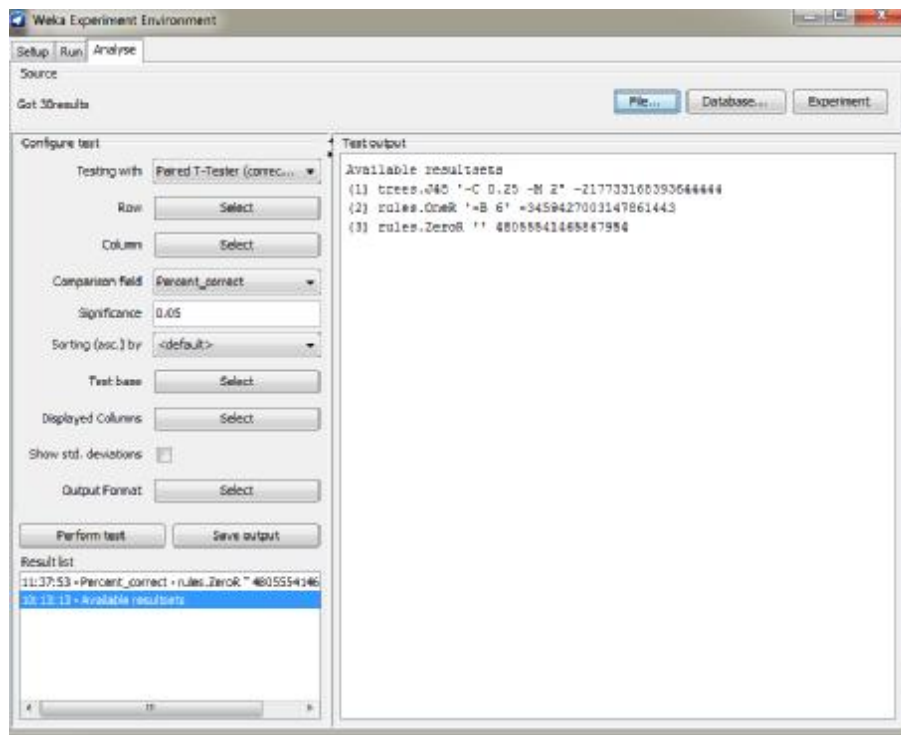 Weka Experiment Environment
Setup Run Analyse
Source
Got 30results
File... Database... Experiment
Configure test
Testing with Paired T-Tester (correc...
Row Select
Column Select
Comparison field Percent_correct
Significance 0.05
Sorting (asc.) by <default>
Test base Select
Displayed Columns Select
Show std. deviations
Output Format Select
Perform test Save output
Result list
11:37:53 - Percent_correct - rules.ZeroR '' 4805554146
- Available resultsets
Test output
Available resultsets
(1) trees.J48 '-C 0.25 -M 2' -217733168393644444
(2) rules.OneR '-B 6' -3459427003147861443
(3) rules.ZeroR '' 48055541465867954